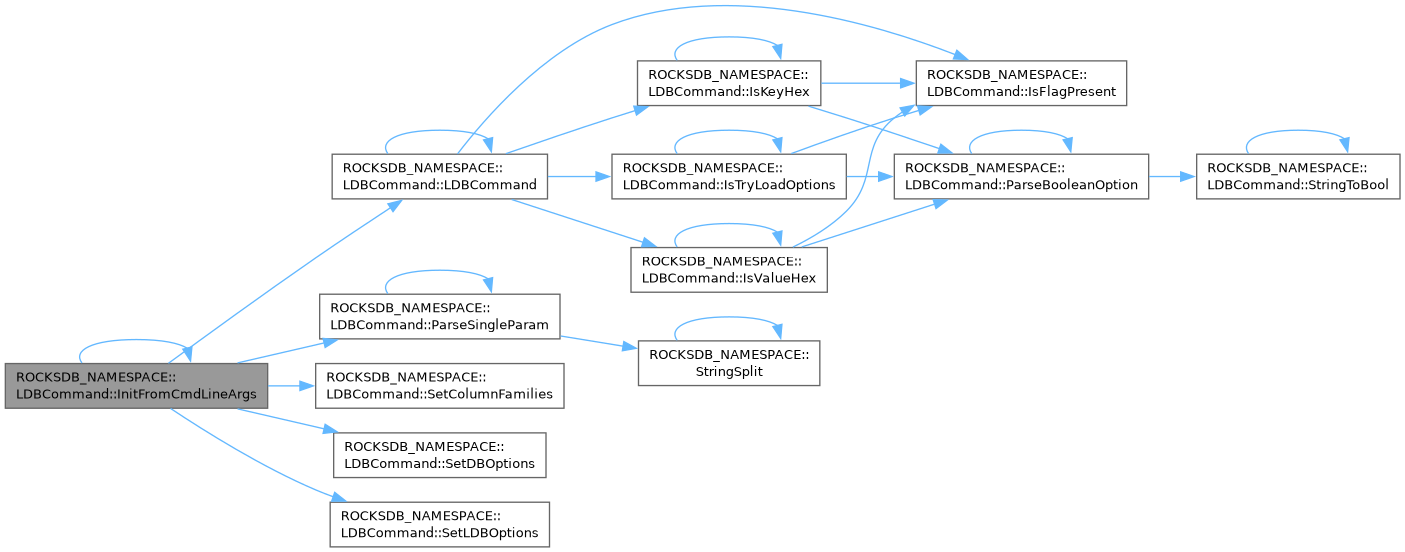 ROCKSDB_NAMESPACE::
LDBCommand::InitFromCmdLineArgs
ROCKSDB_NAMESPACE::
LDBCommand::LDBCommand
ROCKSDB_NAMESPACE::
LDBCommand::IsKeyHex
ROCKSDB_NAMESPACE::
LDBCommand::IsFlagPresent
ROCKSDB_NAMESPACE::
LDBCommand::IsTryLoadOptions
ROCKSDB_NAMESPACE::
LDBCommand::ParseBooleanOption
ROCKSDB_NAMESPACE::
LDBCommand::StringToBool
ROCKSDB_NAMESPACE::
LDBCommand::IsValueHex
ROCKSDB_NAMESPACE::
LDBCommand::ParseSingleParam
ROCKSDB_NAMESPACE::
StringSplit
ROCKSDB_NAMESPACE::
LDBCommand::SetColumnFamilies
ROCKSDB_NAMESPACE::
LDBCommand::SetDBOptions
ROCKSDB_NAMESPACE::
LDBCommand::SetLDBOptions